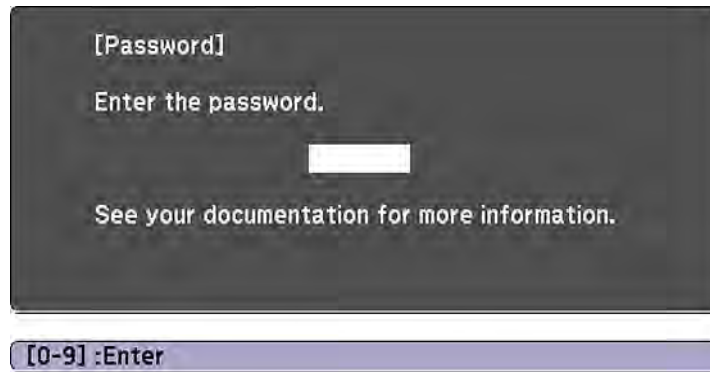 [Password]
Enter the password.
See your documentation for more information.
[0-9] :Enter